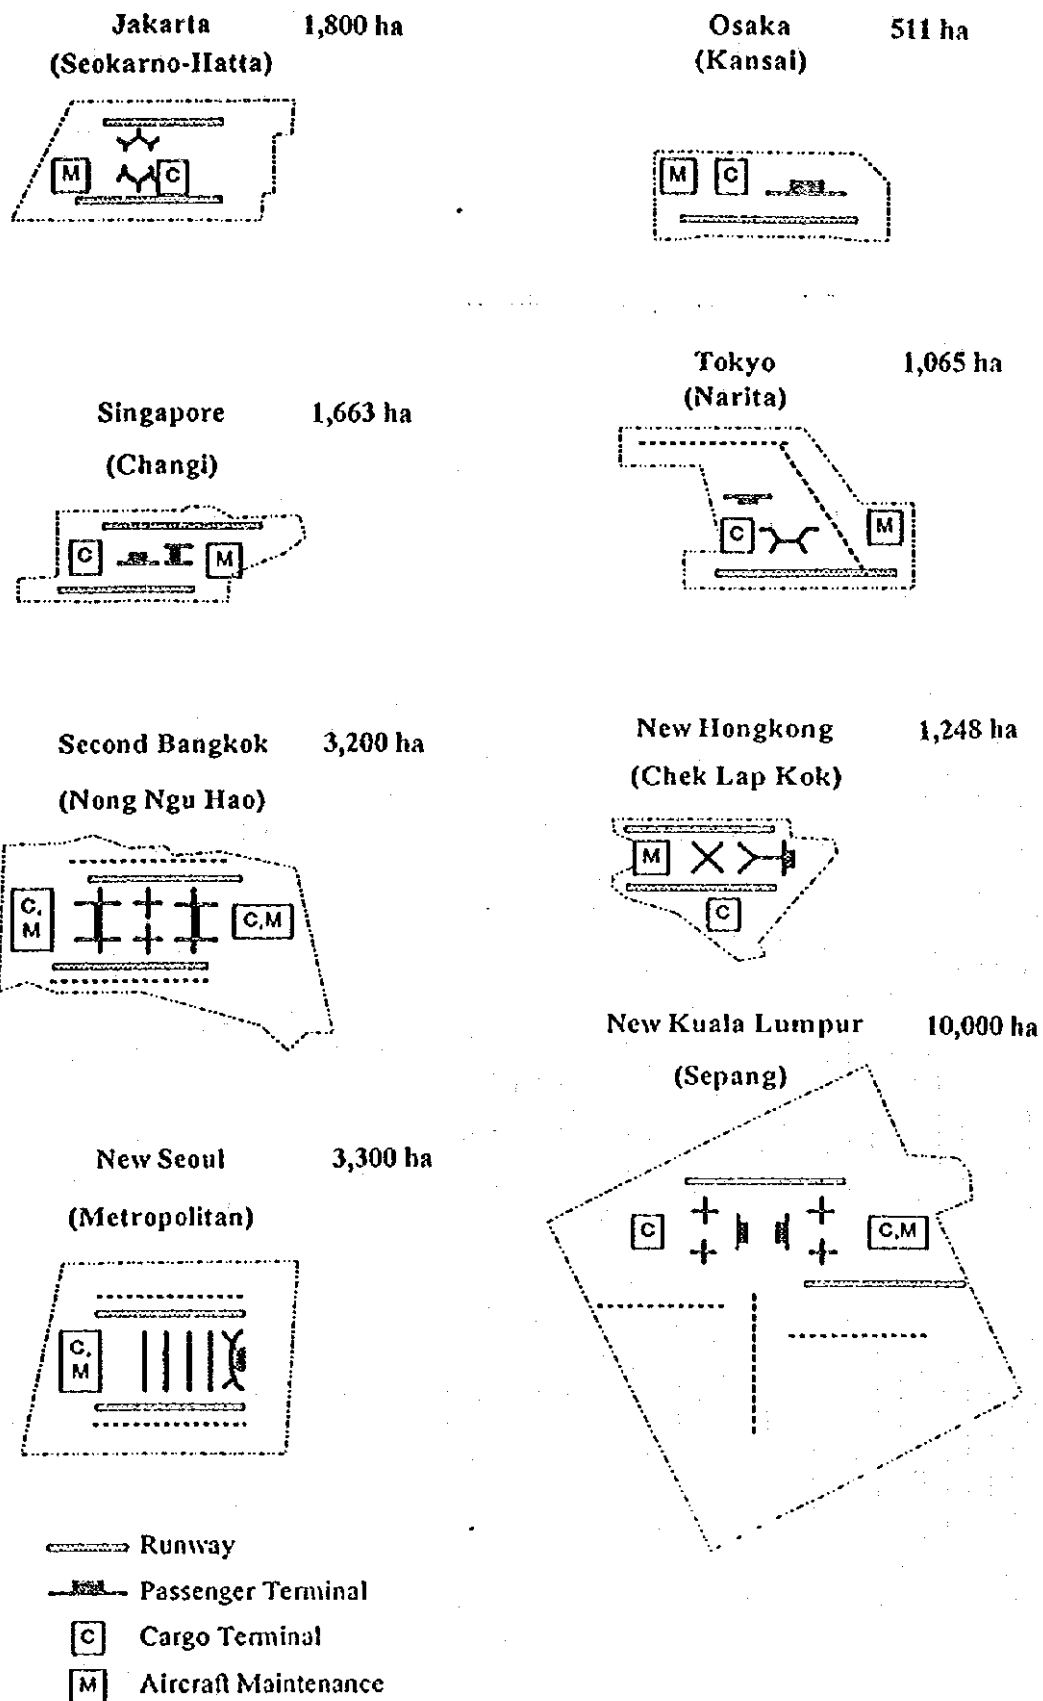 Jakarta 1,800 ha
(Seokarno-Hatta)
M
C
Osaka 511 ha
(Kansai)
M C
Singapore 1,663 ha
(Changi)
C
M
Tokyo 1,065 ha
(Narita)
C
M
Second Bangkok 3,200 ha
(Nong Ngu Hao)
C,
M
C,M
New Hongkong 1,248 ha
(Chek Lap Kok)
M
C
New Kuala Lumpur 10,000 ha
(Sepang)
C
C,M
New Seoul 3,300 ha
(Metropolitan)
C,
M
Runway
Passenger Terminal
C Cargo Terminal
M Aircraft Maintenance